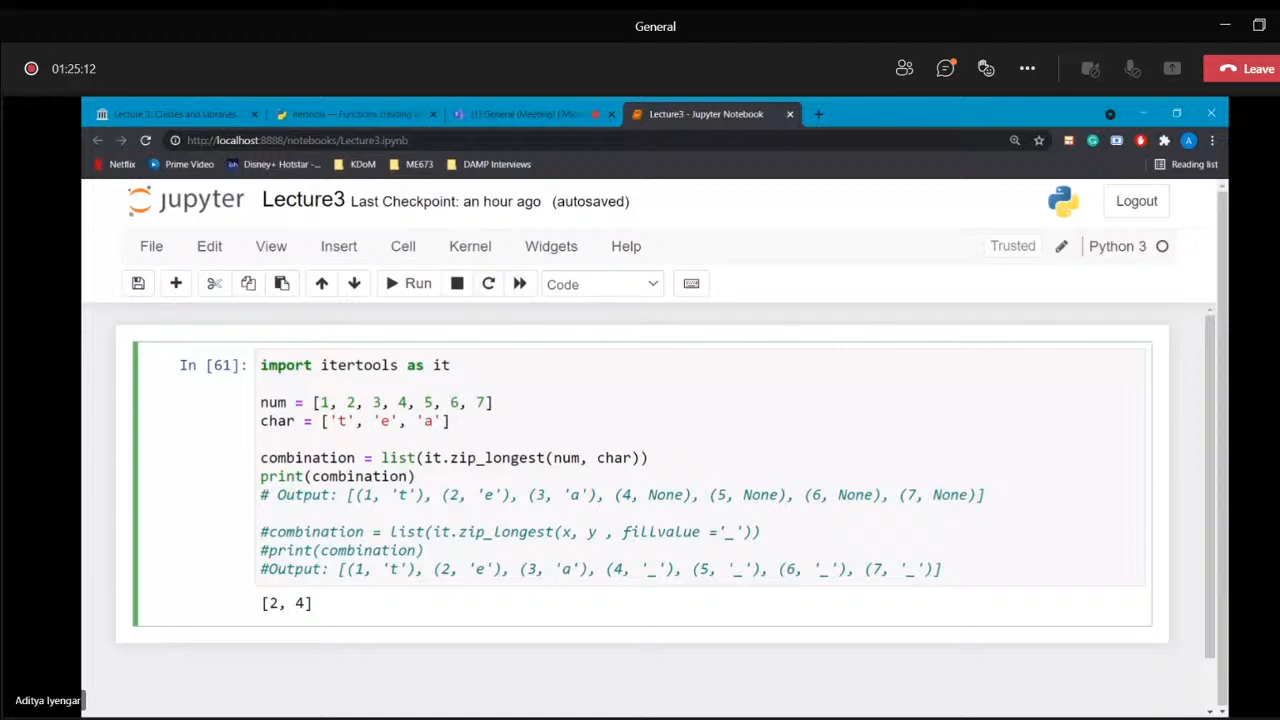 General
01:25:12
Leave
Lecture 3: Classes and Libraries
itertools — Functions creating
(1) General (Meeting) | Micro
Lecture3 - Jupyter Notebook
http://localhost:8888/notebooks/Lecture3.ipynb
A
Netflix
Prime Video
Disney+ Hotstar -...
KDoM
ME673
DAMP Interviews
Reading list
jupyter
Lecture3 Last Checkpoint: an hour ago (autosaved)
Logout
File
Edit
View
Insert
Cell
Kernel
Widgets
Help
Trusted
Python 3
Run
Code
In [61]:
import itertools as it
num = [1, 2, 3, 4, 5, 6, 7]
char = ['t', 'e', 'a']
combination = list(it.zip_longest(num, char))
print(combination)
# Output: [(1, 't'), (2, 'e'), (3, 'a'), (4, None), (5, None), (6, None), (7, None)]
#combination = list(it.zip_longest(x, y , fillvalue ='_'))
#print(combination)
#Output: [(1, 't'), (2, 'e'), (3, 'a'), (4, '_'), (5, '_'), (6, '_'), (7, '_')]
[2, 4]
Aditya Iyengar